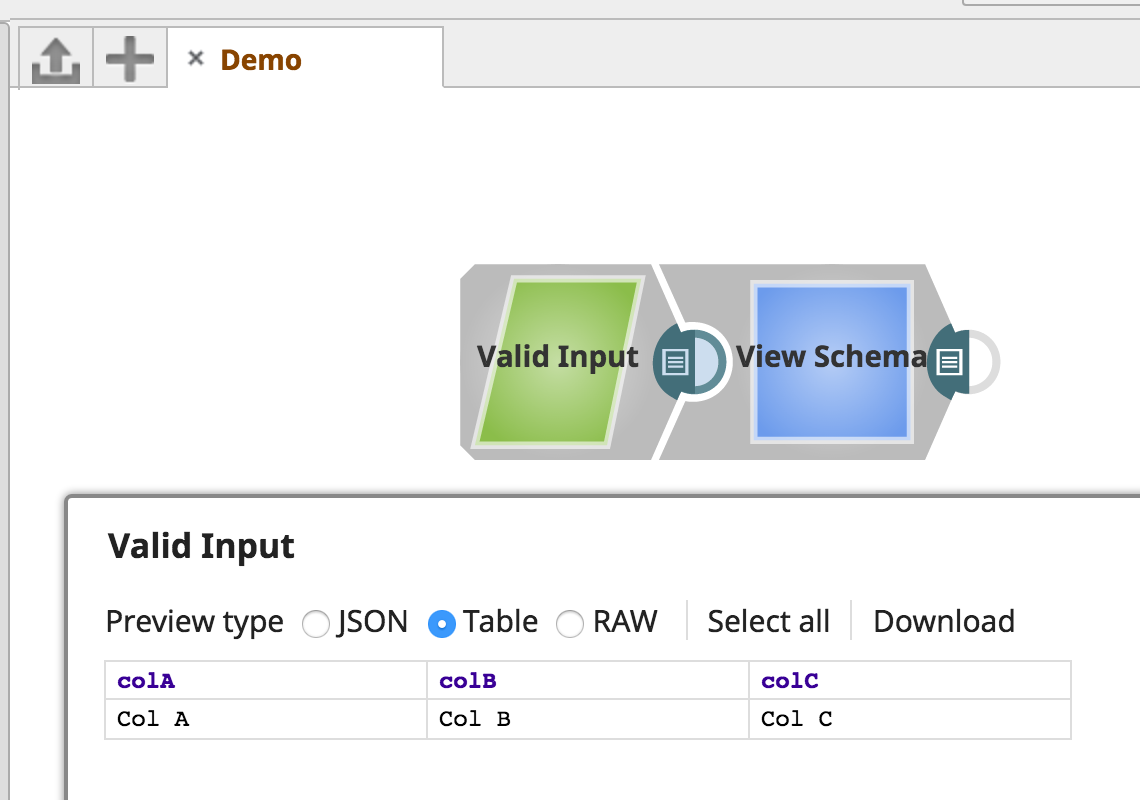 Demo
Valid Input View Schema
Valid Input
Preview type JSON Table RAW Select all Download
colA colB colC
Col A Col B Col C